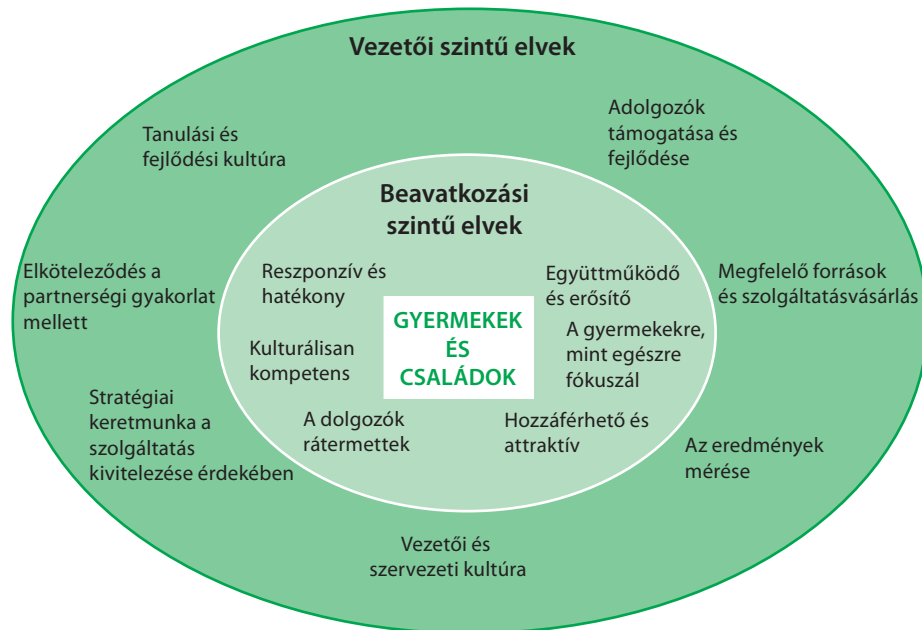 Vezetői szintű elvek
Tanulási és
fejlődési kultúra
Adolgozók
támogatása és
fejlődése
Beavatkozási
szintű elvek
Elköteleződés a
partnerségi gyakorlat
mellett
Reszponzív és
hatékony
Együttműködő
és erősítő
Megfelelő források
és szolgáltatásvásárlás
GYERMEKEK
ÉS
CSALÁDOK
Kulturálisan
kompetens
A gyermekekre,
mint egészre
fókuszál
Stratégiai
keretmunka a
szolgáltatás
kivitelezése érdekében
A dolgozók
rátermettek
Hozzáférhető és
attraktív
Az eredmények
mérése
Vezetői és
szervezeti kultúra